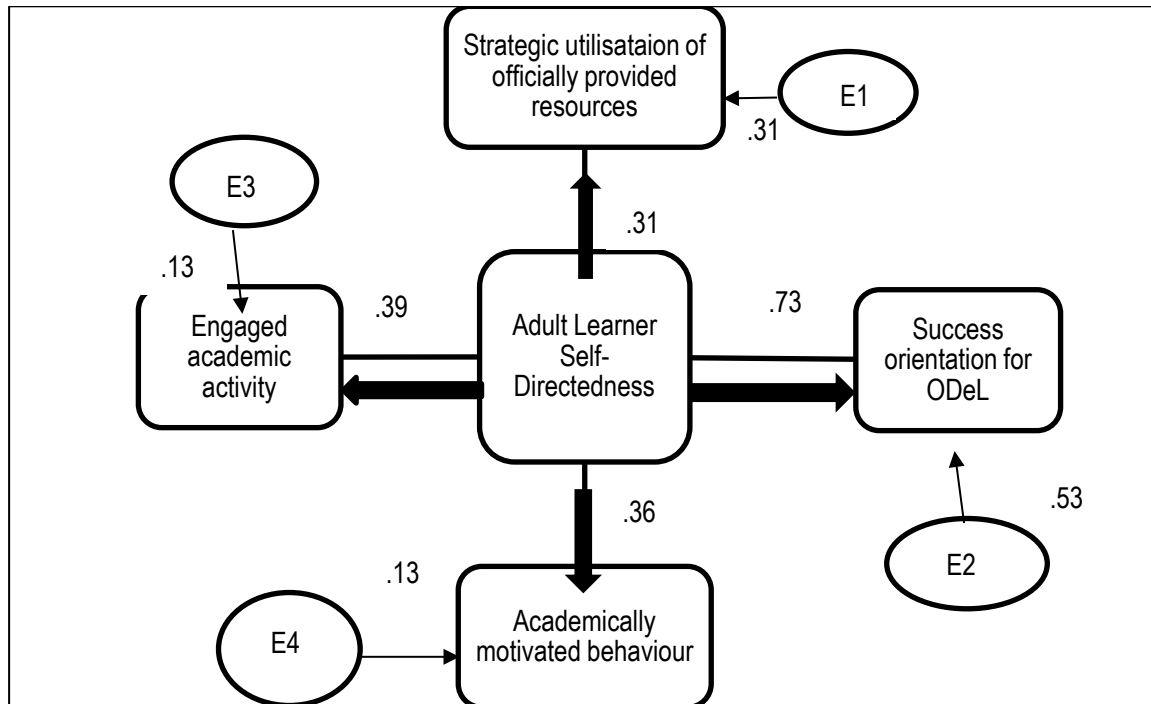 Strategic utilisataion of
officially provided
resources
E1
.31
E3
.31
.13
.39
.73
Engaged
academic
activity
Adult Learner
Self-
Directedness
Success
orientation for
ODeL
.36
.53
.13
E2
E4
Academically
motivated behaviour